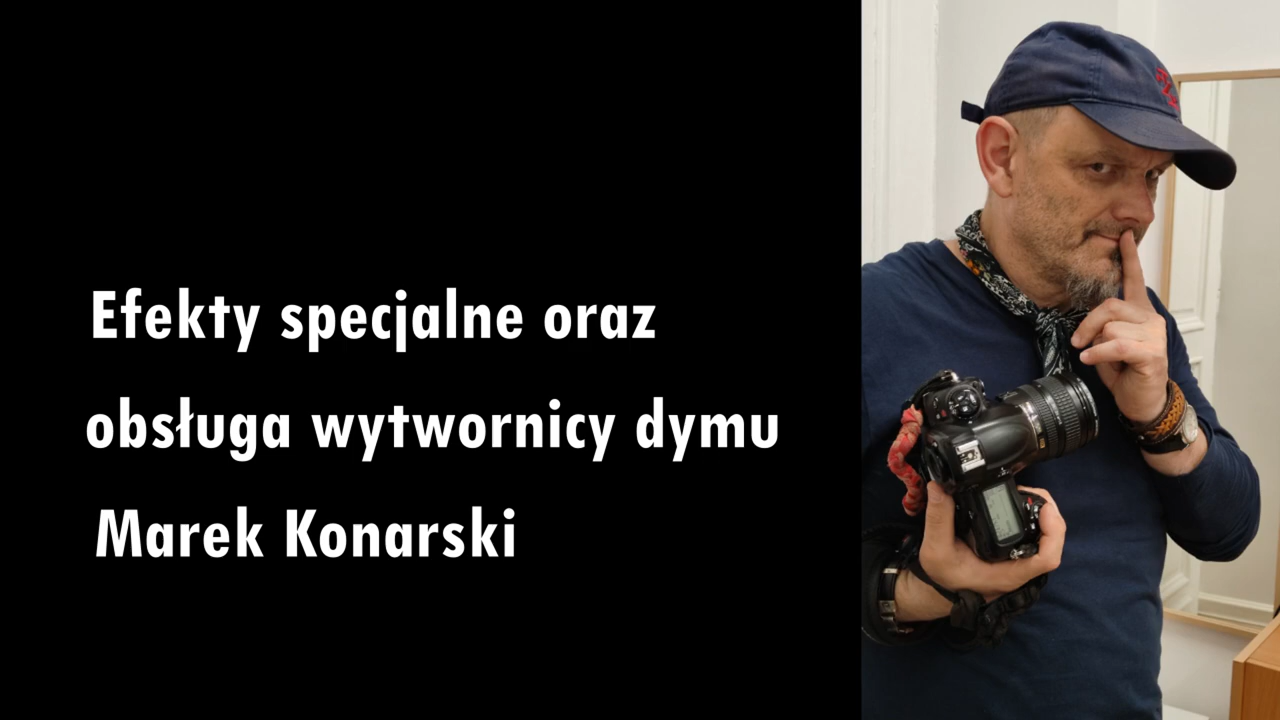 Efekty specjalne oraz
obsługa wytwornicy dymu
Marek Konarski